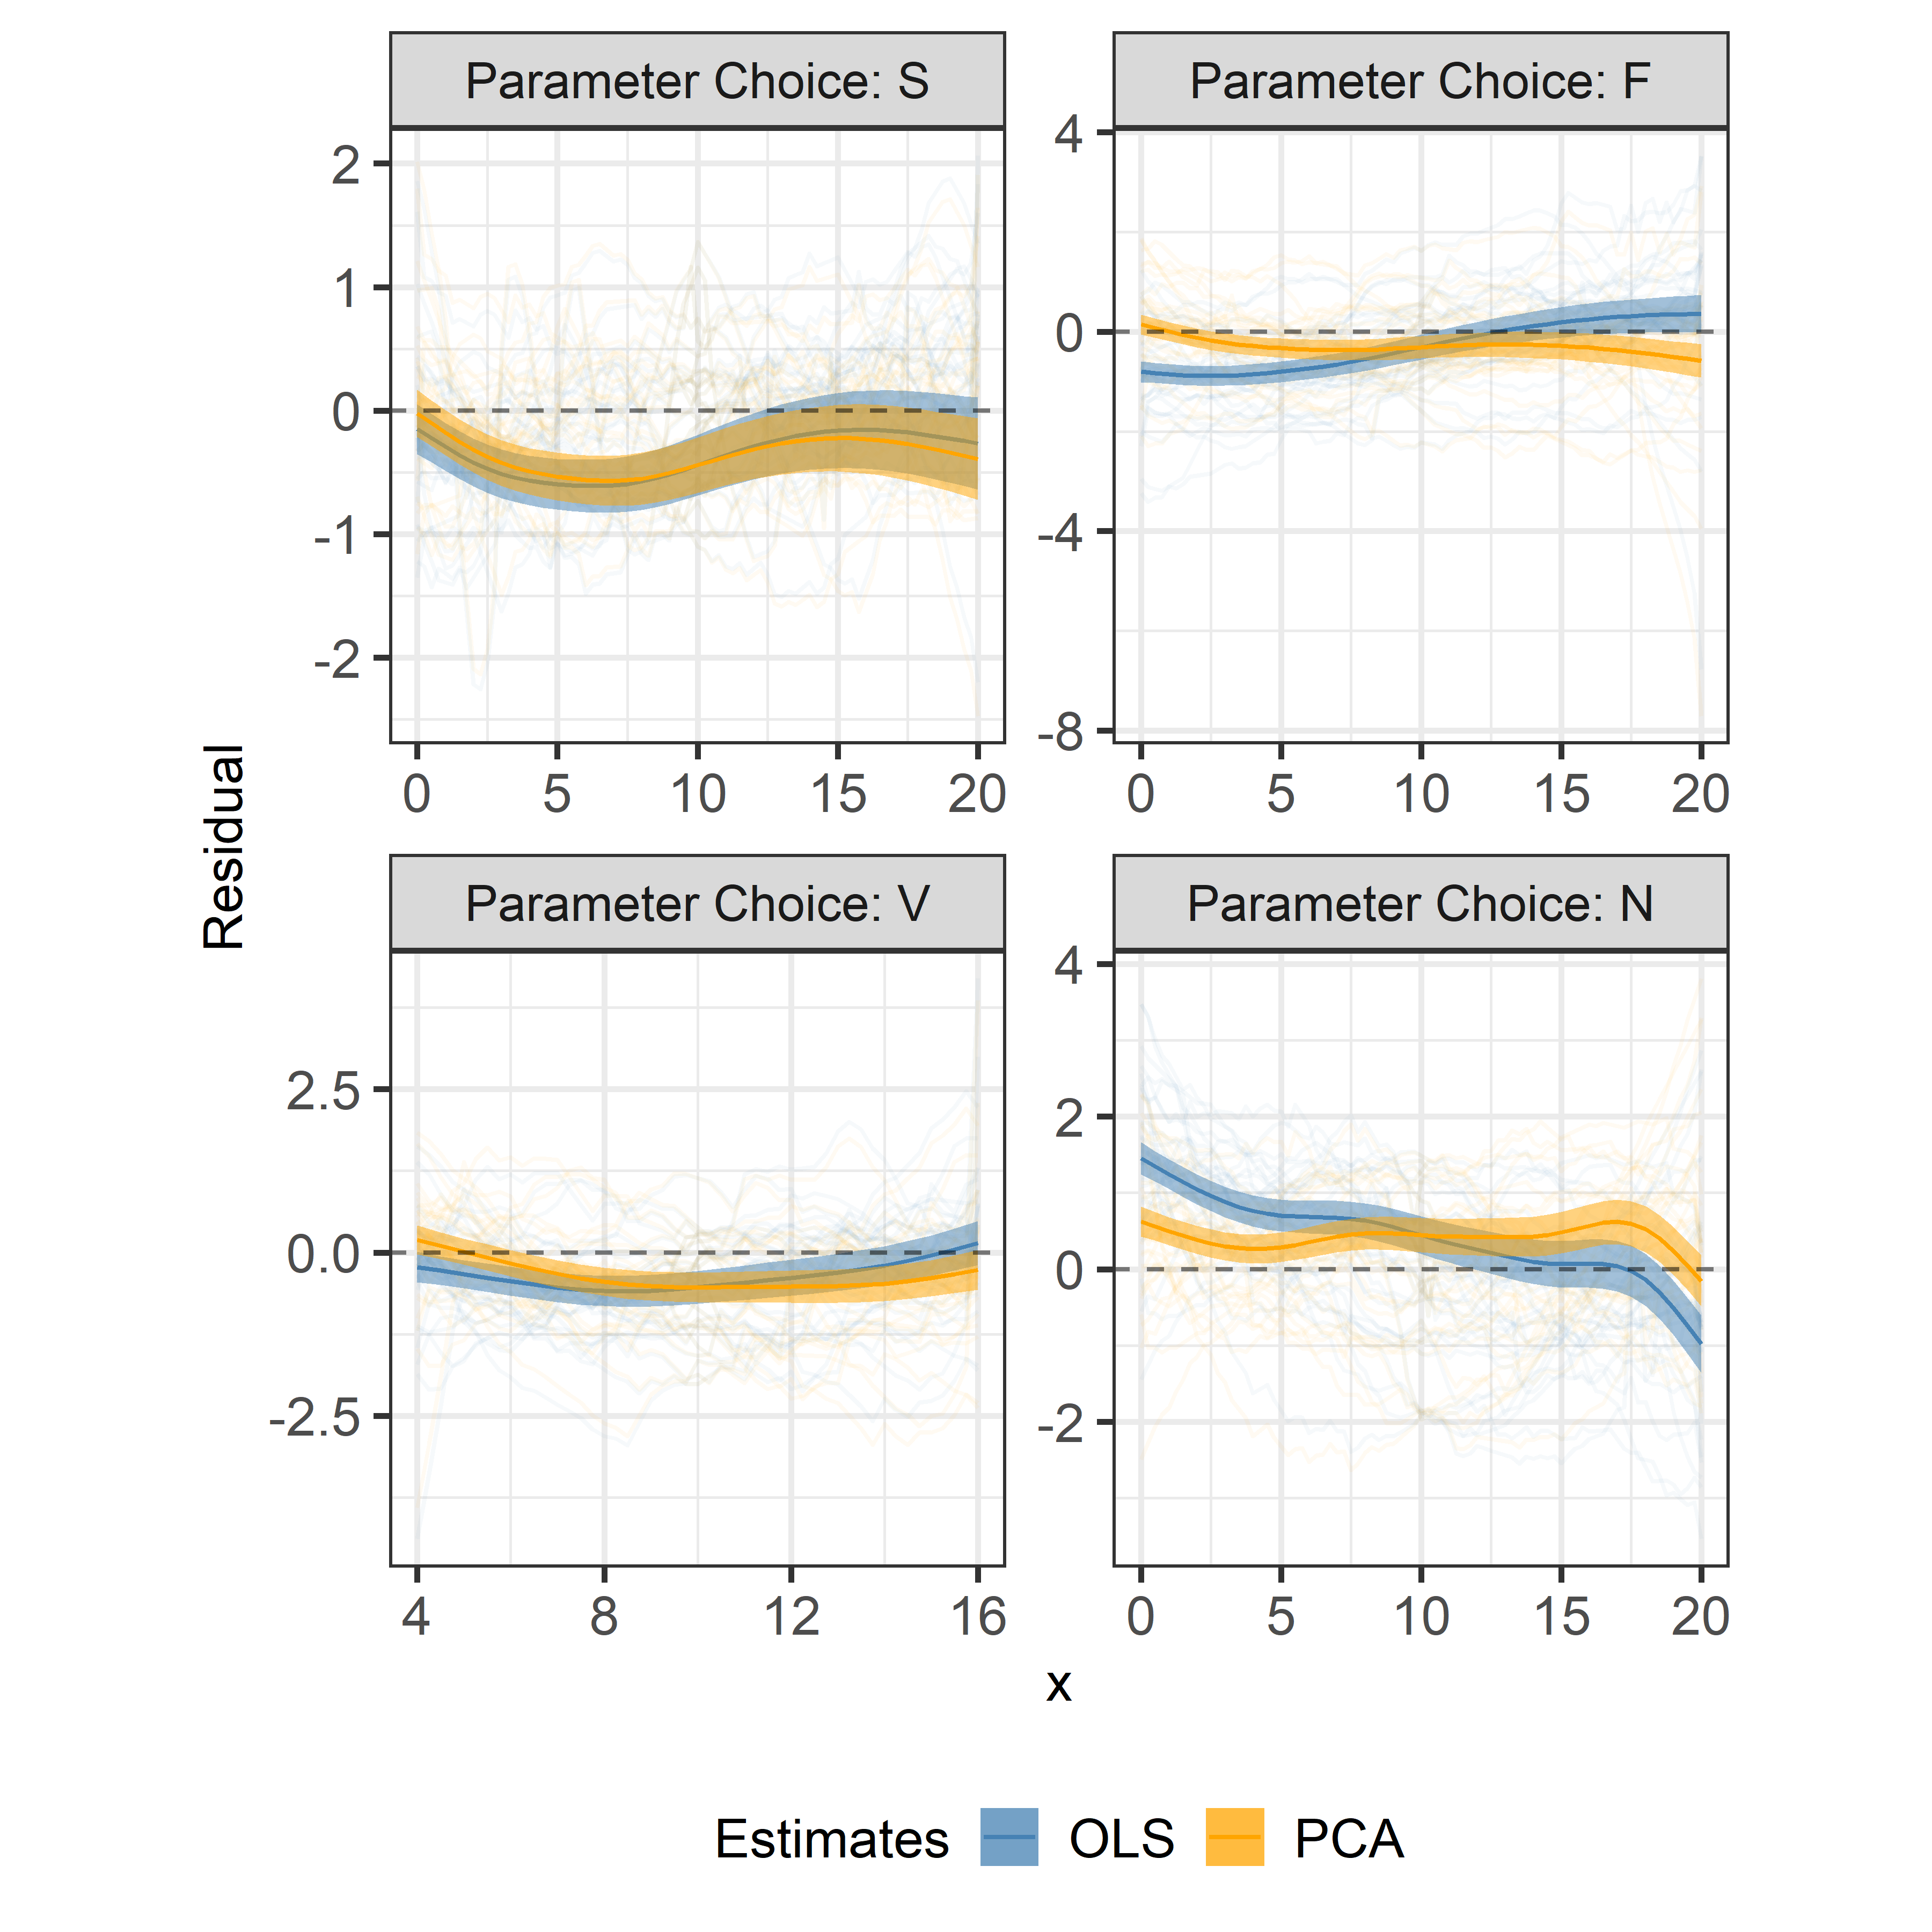 Parameter Choice: S
Parameter Choice: F
2
1
0
-1
-2
4
0
-4
-8
0 5 10 15 20
0 5 10 15 20
Residual
Parameter Choice: V
Parameter Choice: N
2.5
0.0
-2.5
4
2
0
-2
4 8 12 16
0 5 10 15 20
x
Estimates OLS PCA